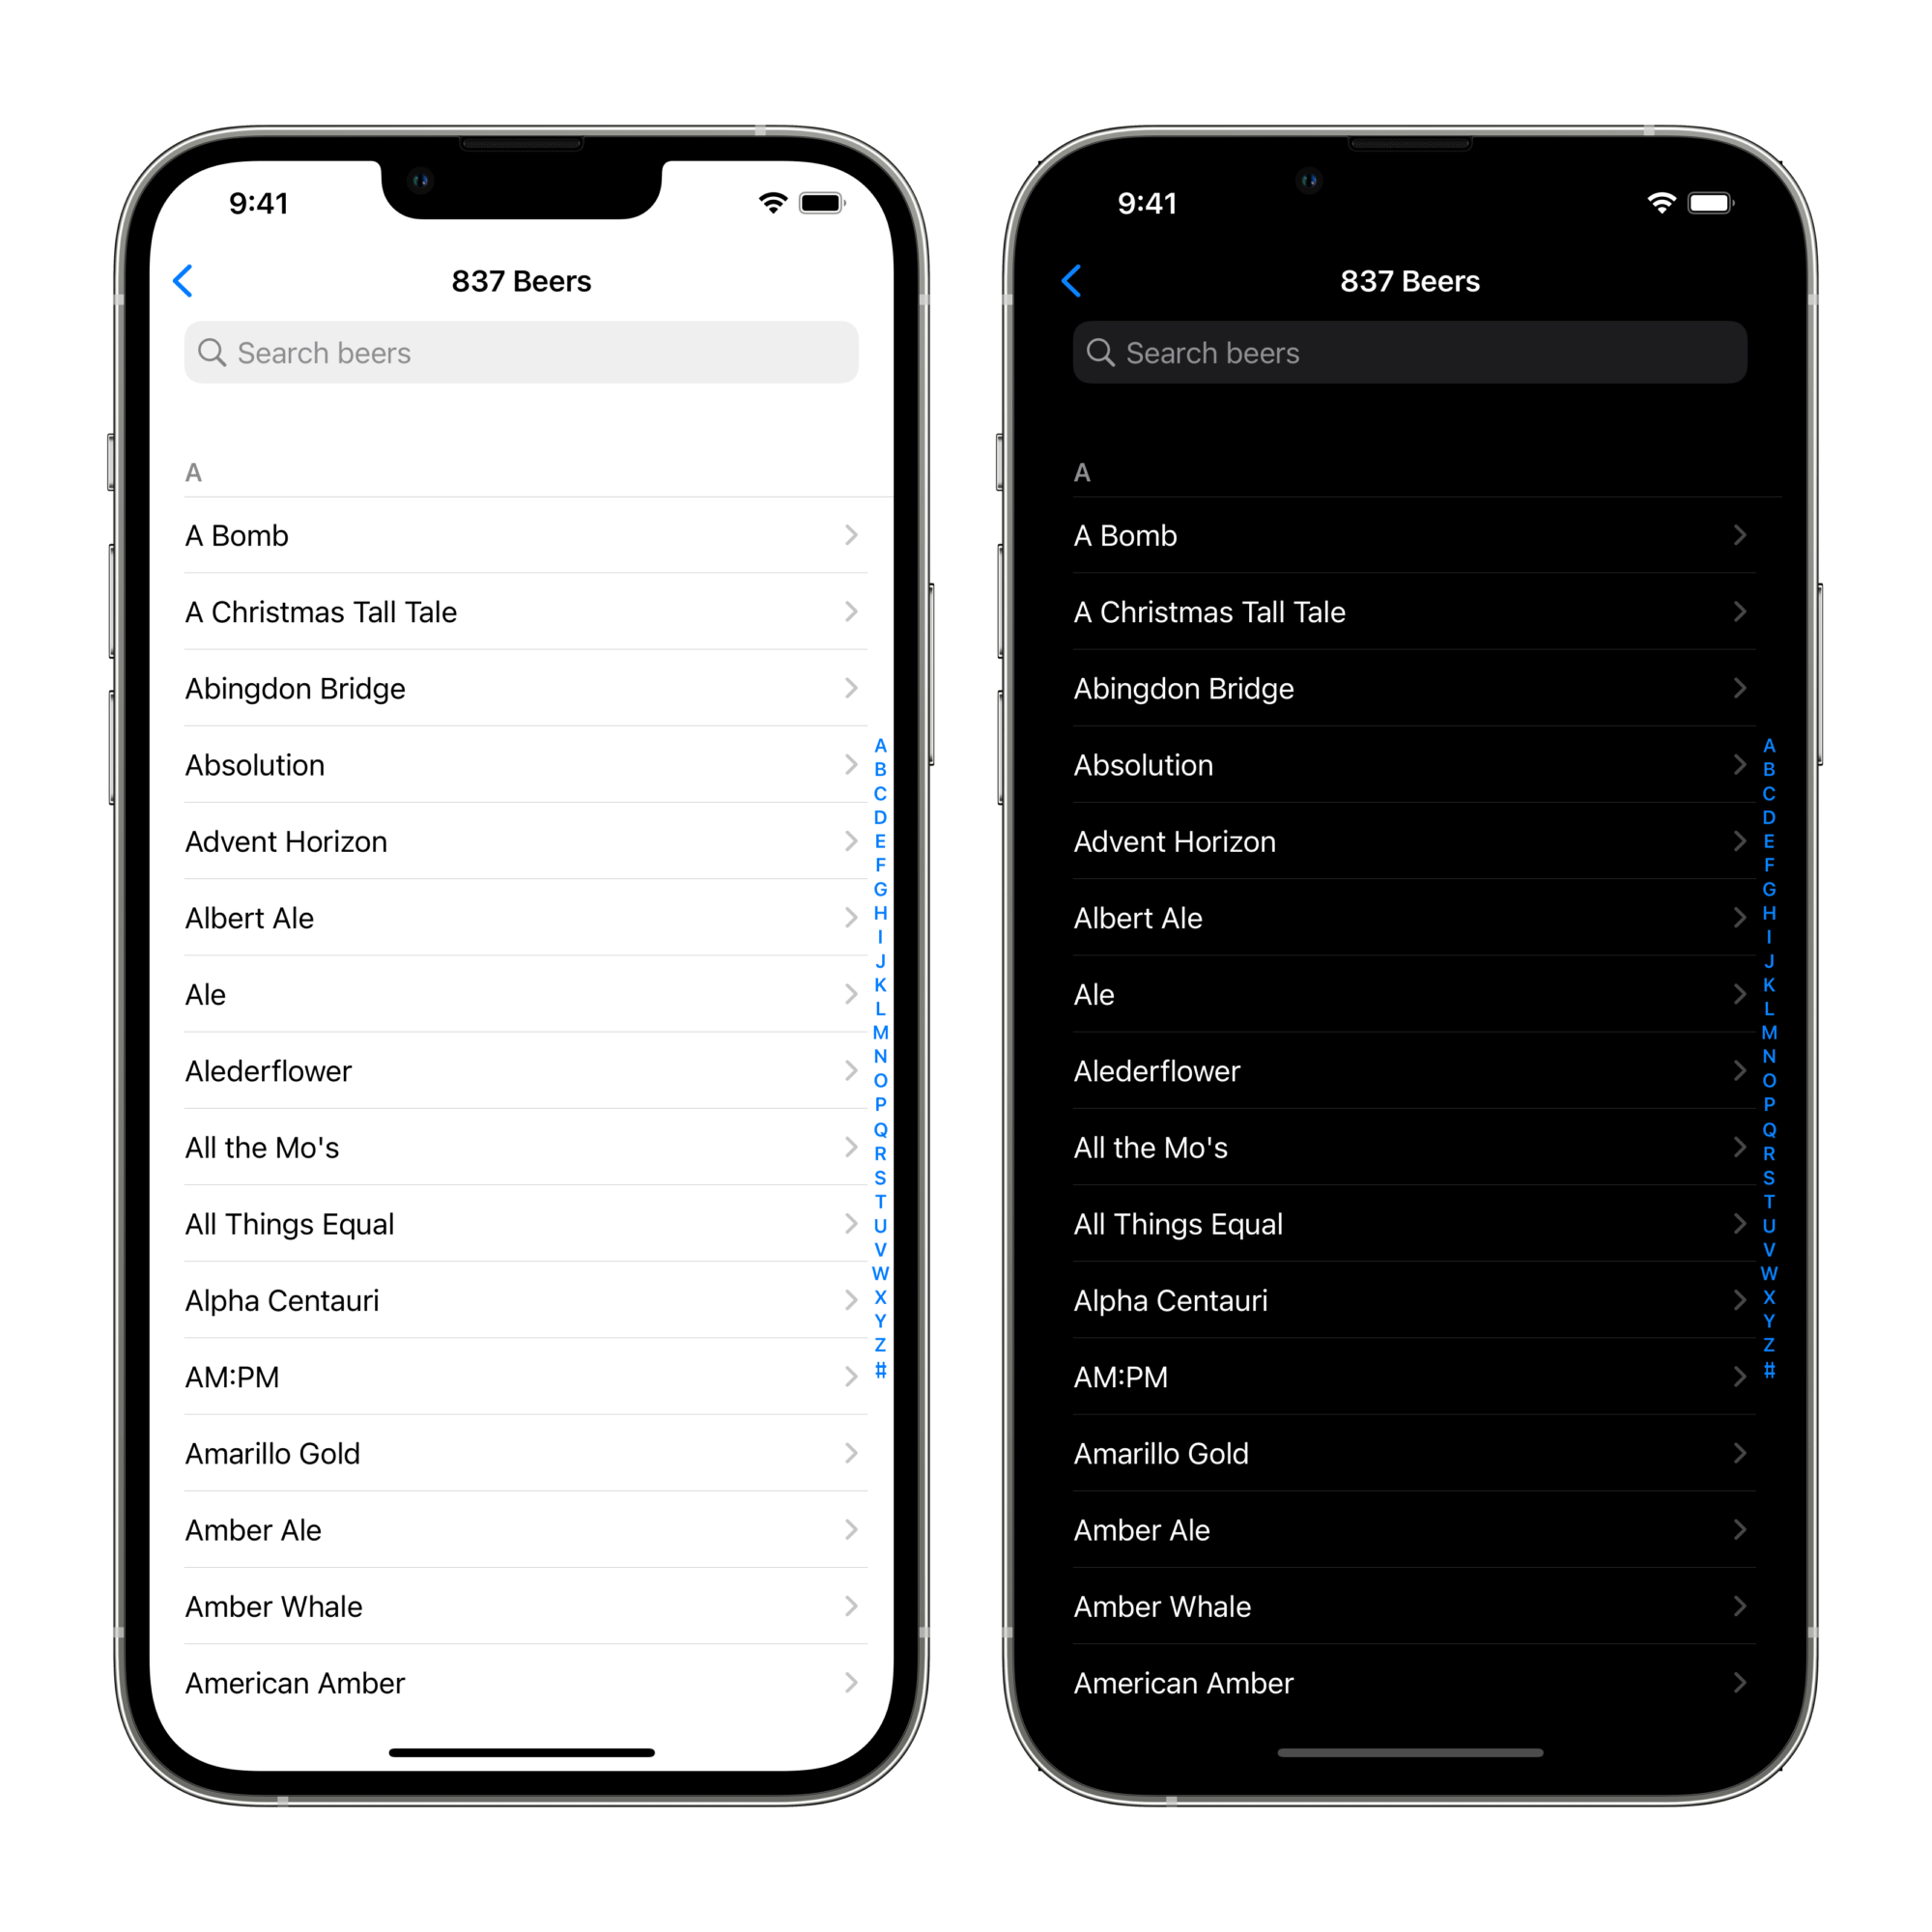 9:41
837 Beers
Search beers
A
A Bomb
A Christmas Tall Tale
Abingdon Bridge
Absolution
Advent Horizon
Albert Ale
Ale
Alederflower
All the Mo's
All Things Equal
Alpha Centauri
AM:PM
Amarillo Gold
Amber Ale
Amber Whale
American Amber
A
B
C
D
E
F
G
H
I
J
K
L
M
N
O
P
Q
R
S
T
U
V
W
X
Y
Z
#
9:41
837 Beers
Search beers
A
A Bomb
A Christmas Tall Tale
Abingdon Bridge
Absolution
Advent Horizon
Albert Ale
Ale
Alederflower
All the Mo's
All Things Equal
Alpha Centauri
AM:PM
Amarillo Gold
Amber Ale
Amber Whale
American Amber
A
B
C
D
E
F
G
H
I
J
K
L
M
N
O
P
Q
R
S
T
U
V
W
X
Y
Z
#